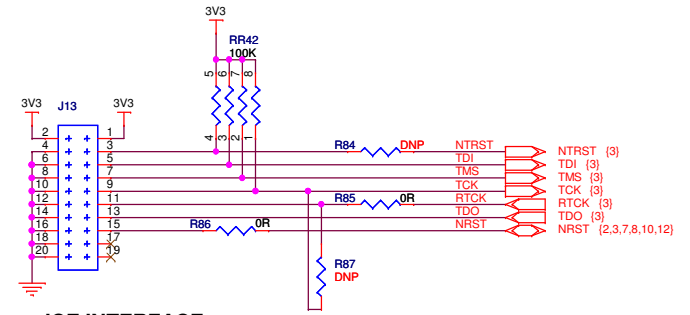 3V3
RR42
100K
5 6 7 8
4 3 2 1
3V3 J13 3V3
2 1
4 3
6 5
8 7
10 9
12 11
14 13
16 15
18 17
20 19
R84 DNP NTRST NTRST {3}
TDI TDI {3}
TMS TMS {3}
TCK TCK {3}
R85 0R RTCK RTCK {3}
TDO TDO {3}
R86 0R NRST NRST {2,3,7,8,10,12}
R87
DNP
ICE INTERFACE